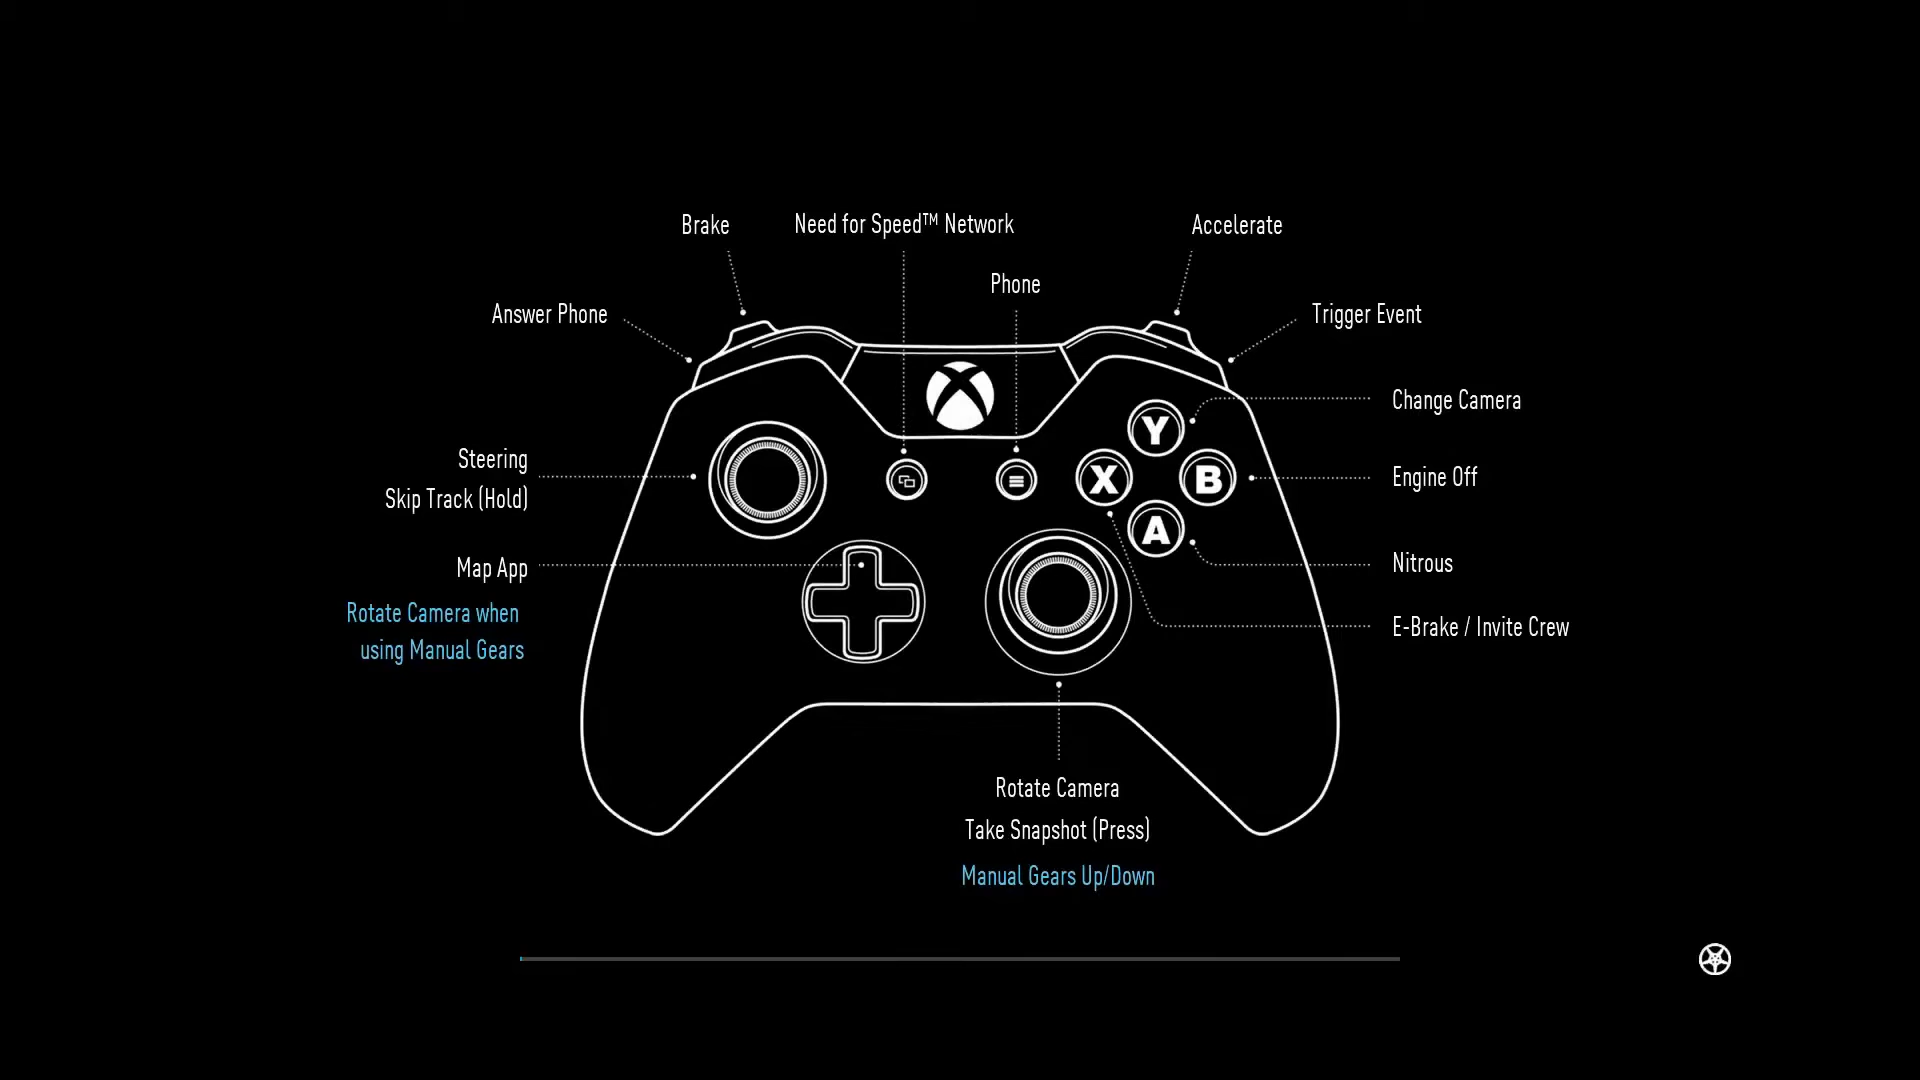 Brake
Need for Speed™ Network
Accelerate
Phone
Answer Phone
Trigger Event
Change Camera
Y
Steering
Skip Track (Hold)
X
B
Engine Off
A
Map App
Nitrous
Rotate Camera when
using Manual Gears
E-Brake / Invite Crew
Rotate Camera
Take Snapshot (Press)
Manual Gears Up/Down